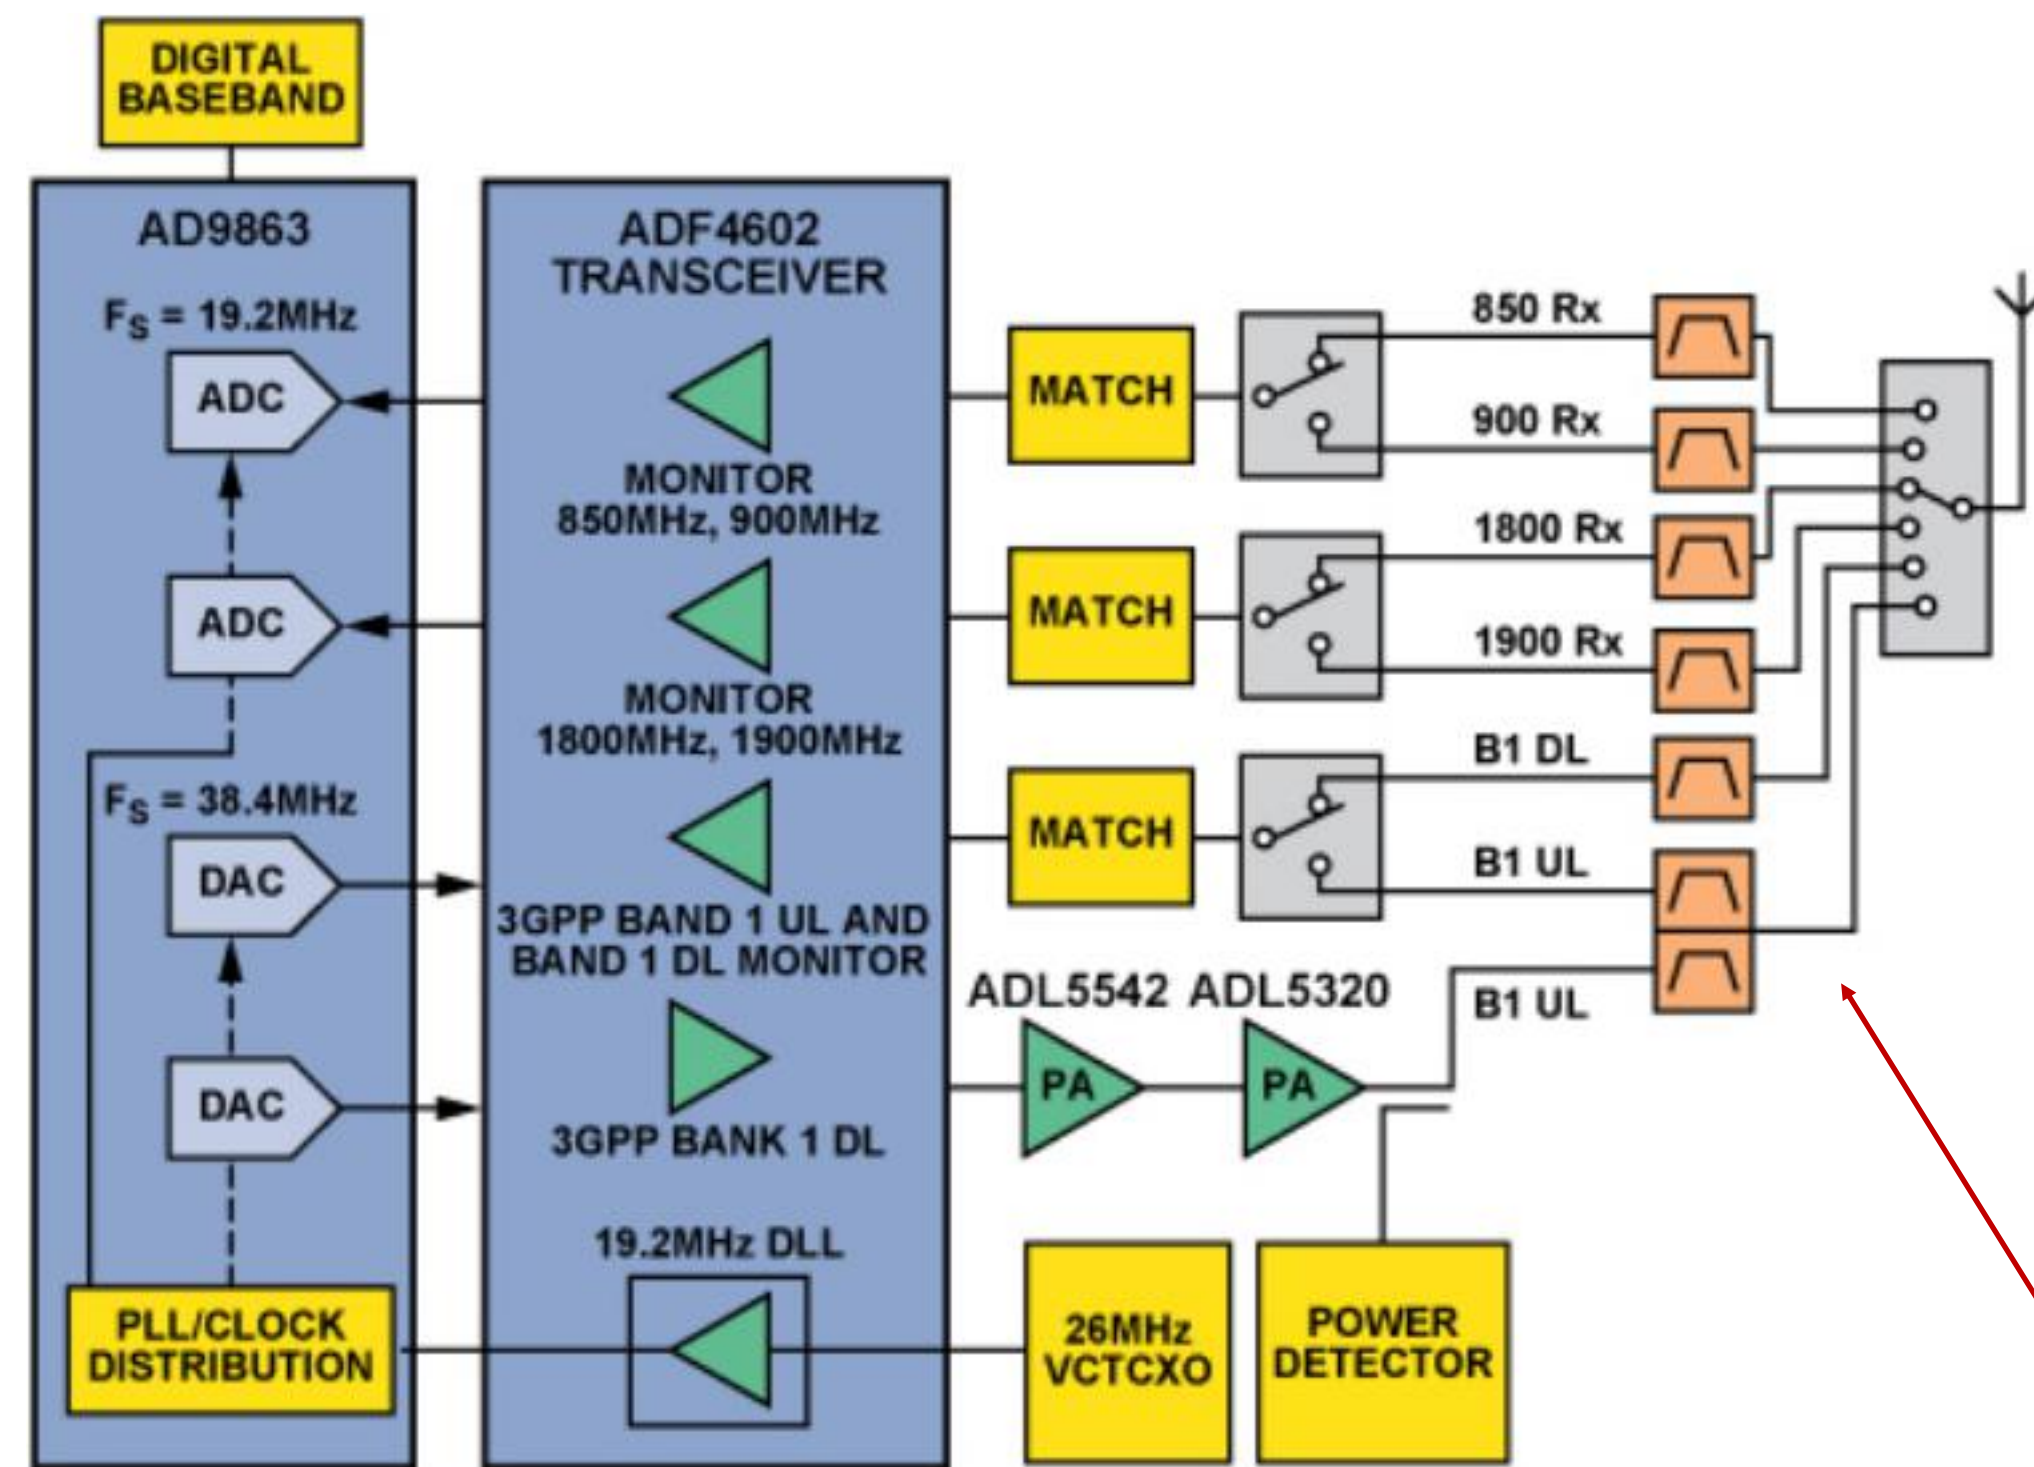 DIGITAL
BASEBAND
AD9863
FS = 19.2MHz
ADC
ADC
FS = 38.4MHz
DAC
DAC
PLL/CLOCK
DISTRIBUTION
ADF4602
TRANSCEIVER
MONITOR
850MHz, 900MHz
MONITOR
1800MHz, 1900MHz
3GPP BAND 1 UL AND
BAND 1 DL MONITOR
3GPP BANK 1 DL
19.2MHz DLL
MATCH
MATCH
MATCH
850 Rx
900 Rx
1800 Rx
1900 Rx
B1 DL
B1 UL
B1 UL
ADL5542 ADL5320
PA
PA
26MHz
VCTCXO
POWER
DETECTOR